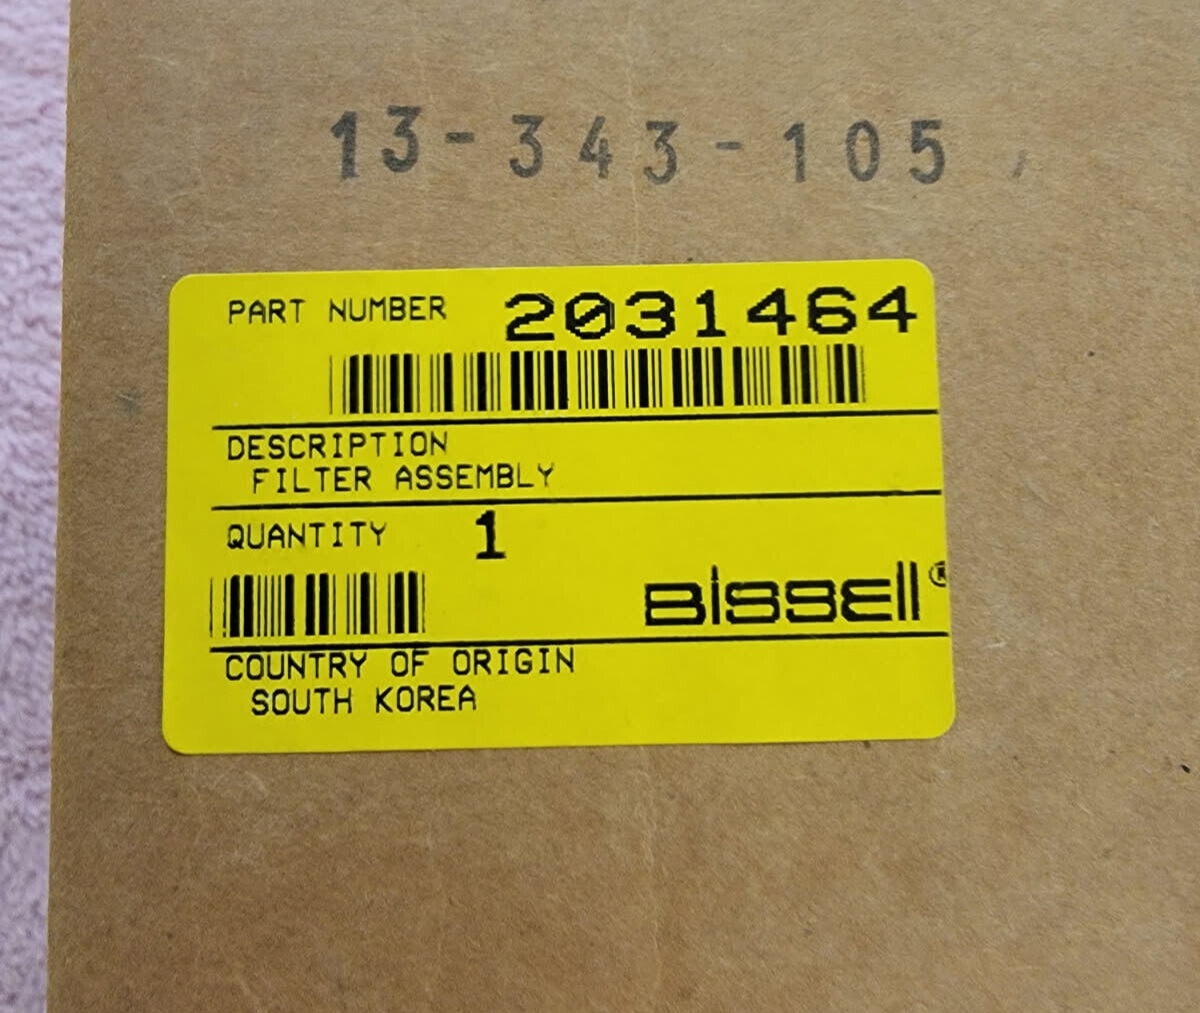 13-343-105
PART NUMBER 2031464
DESCRIPTION
FILTER ASSEMBLY
QUANTITY 1
Bissell®
COUNTRY OF ORIGIN
SOUTH KOREA